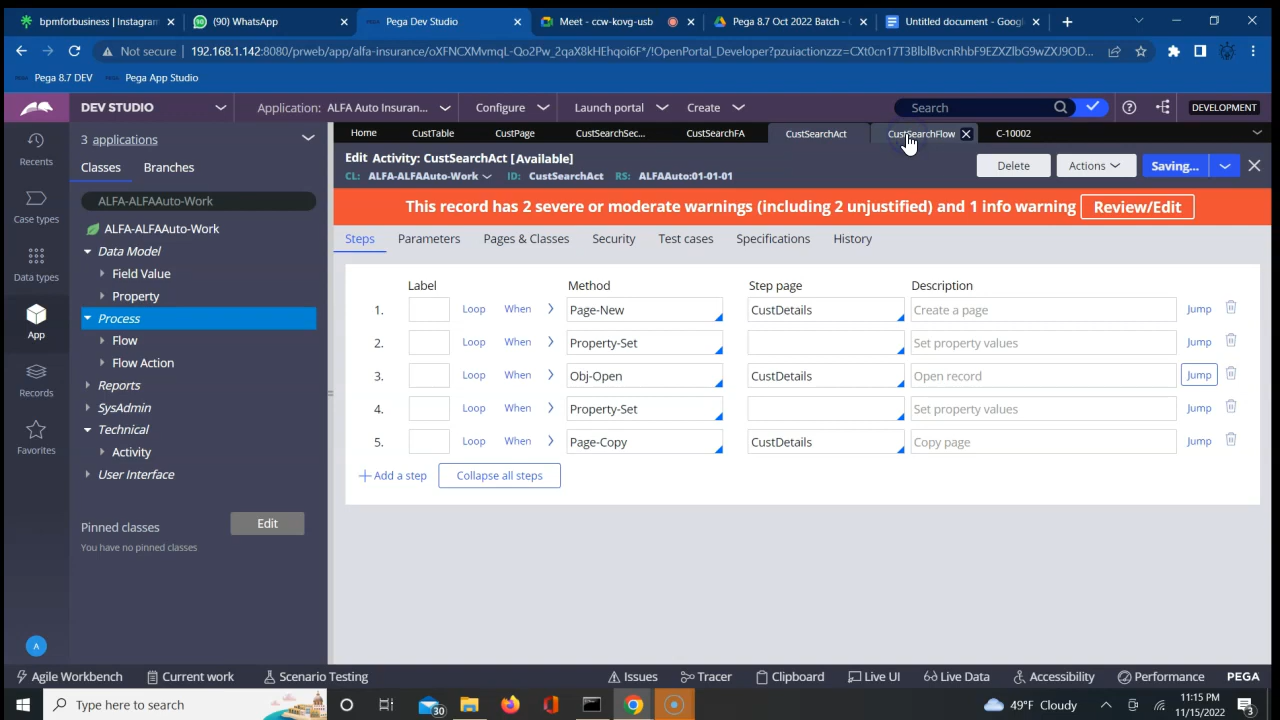 bpmforbusiness | Instagram
(90) WhatsApp
Pega Dev Studio
Meet - ccw-kovg-usb
Pega 8.7 Oct 2022 Batch -
Untitled document - Google
Not secure | 192.168.1.142:8080/prweb/app/alfa-insurance/
Pega 8.7 DEV
Pega App Studio
DEV STUDIO
Application: ALFA Auto Insuran...
Configure
Launch portal
Create
Search
DEVELOPMENT
Recents
Case types
Data types
App
Records
Favorites
3 applications
Classes Branches
ALFA-ALFAAuto-Work
ALFA-ALFAAuto-Work
Data Model
Field Value
Property
Process
Flow
Flow Action
Reports
SysAdmin
Technical
Activity
User Interface
Pinned classes
Edit
You have no pinned classes
A
Home CustTable CustPage CustSearchSec... CustSearchFA CustSearchAct CustSearchFlow C-10002
Edit Activity: CustSearchAct [Available]
CL: ALFA-ALFAAuto-Work ID: CustSearchAct RS: ALFAAuto:01-01-01
Delete Actions Saving...
This record has 2 severe or moderate warnings (including 2 unjustified) and 1 info warning Review/Edit
Steps Parameters Pages & Classes Security Test cases Specifications History
Label Method Step page Description
1. Loop When Page-New CustDetails Create a page Jump
2. Loop When Property-Set Set property values Jump
3. Loop When Obj-Open CustDetails Open record Jump
4. Loop When Property-Set Set property values Jump
5. Loop When Page-Copy CustDetails Copy page Jump
Add a step Collapse all steps
Agile Workbench Current work Scenario Testing Issues Tracer Clipboard Live UI Live Data Accessibility Performance PEGA
Type here to search
30
49°F Cloudy
11:15 PM
11/15/2022
3